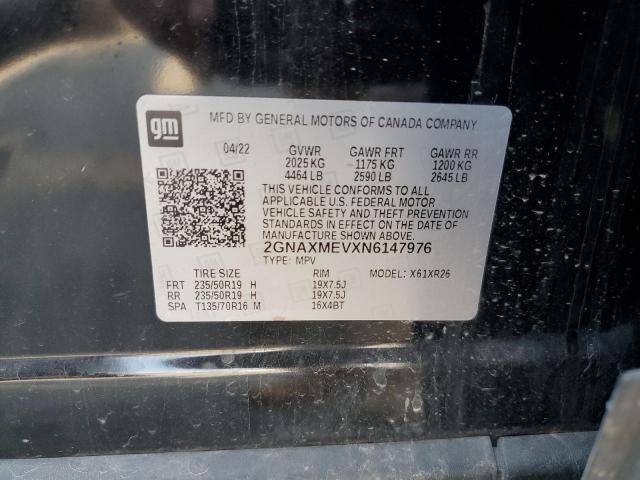 gm
MFD BY GENERAL MOTORS OF CANADA COMPANY
04/22 GVWR GAWR FRT GAWR RR
2025 KG 1175 KG 1200 KG
4464 LB 2590 LB 2645 LB
THIS VEHICLE CONFORMS TO ALL
APPLICABLE U.S. FEDERAL MOTOR
VEHICLE SAFETY AND THEFT PREVENTION
STANDARDS IN EFFECT ON THE DATE OF
MANUFACTURE SHOWN ABOVE.
2GNAXMEVXN6147976
TYPE: MPV MODEL: X61XR26
TIRE SIZE RIM
FRT 235/50R19 H 19X7.5J
RR 235/50R19 H 19X7.5J
SPA T135/70R16 M 16X4BT